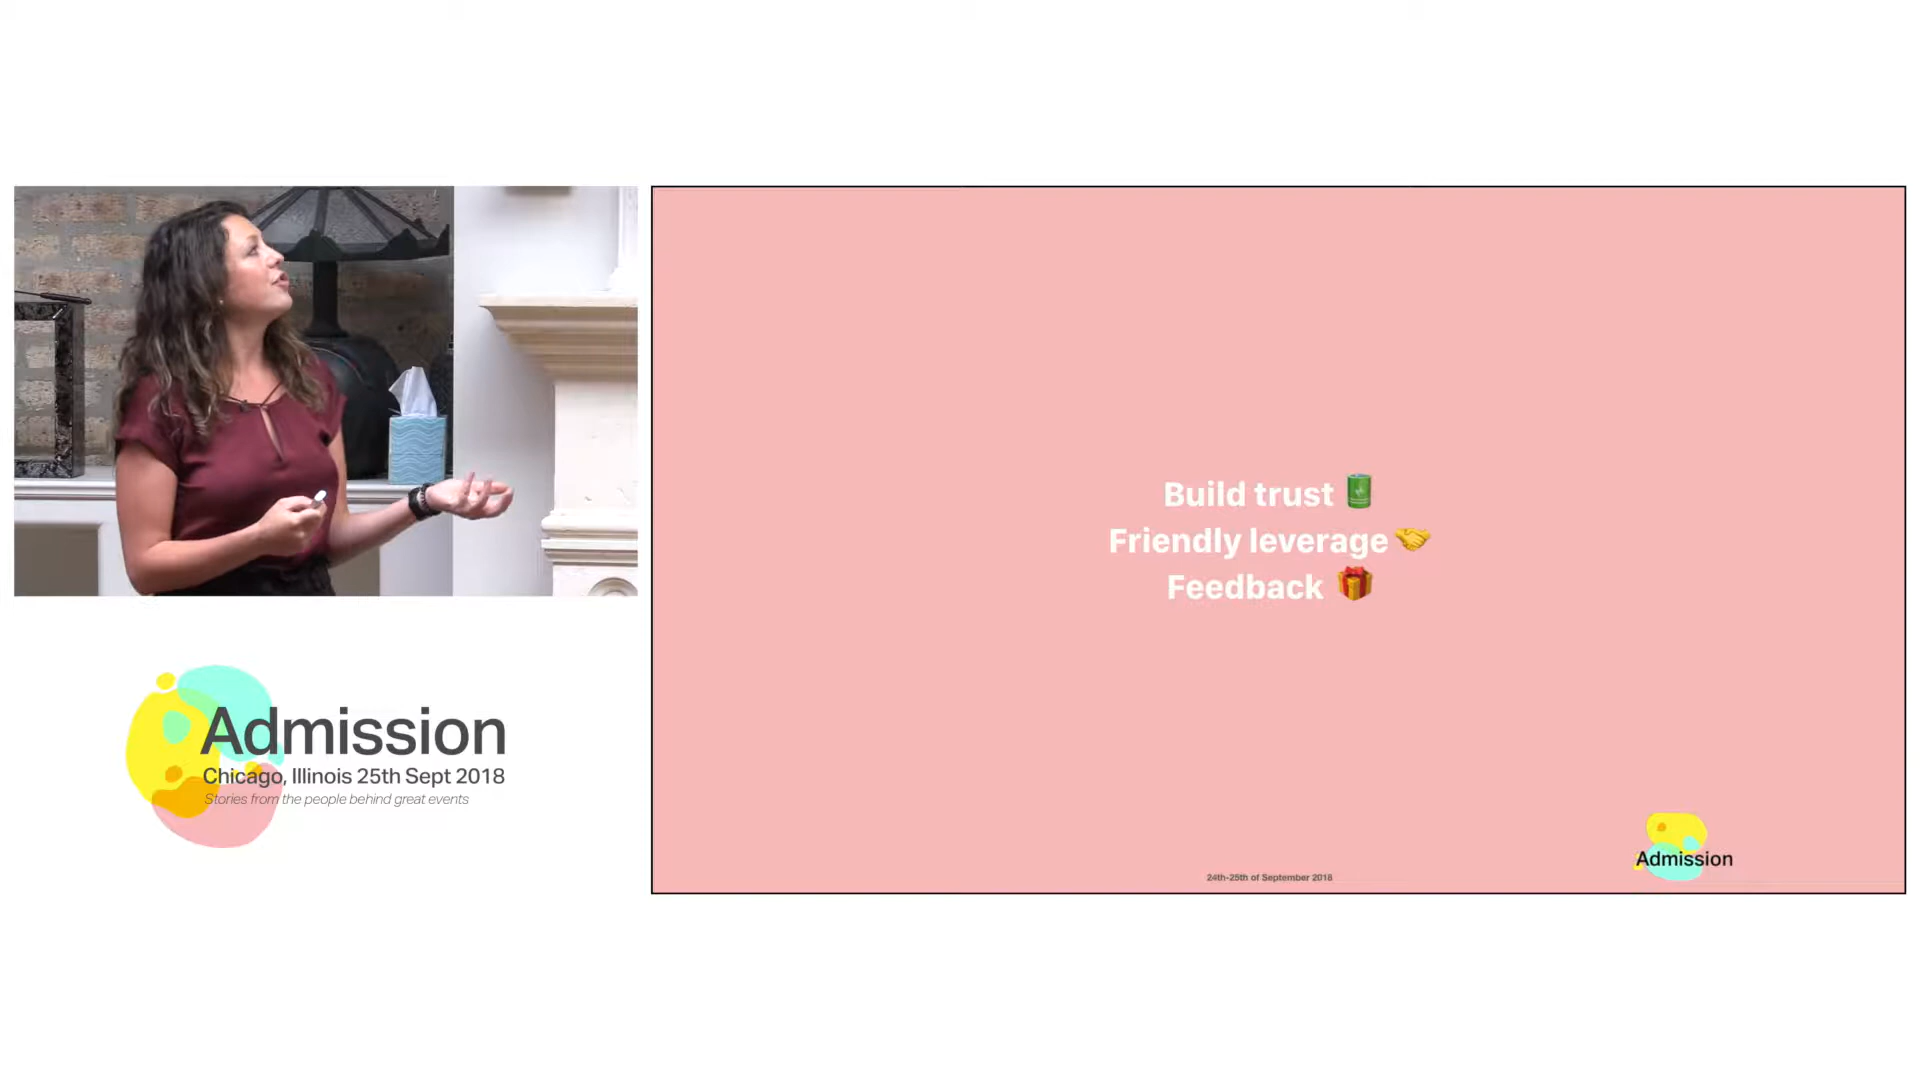 Build trust
Friendly leverage
Feedback
Admission
Chicago, Illinois 25th Sept 2018
Stories from the people behind great events
24th-25th of September 2018
Admission